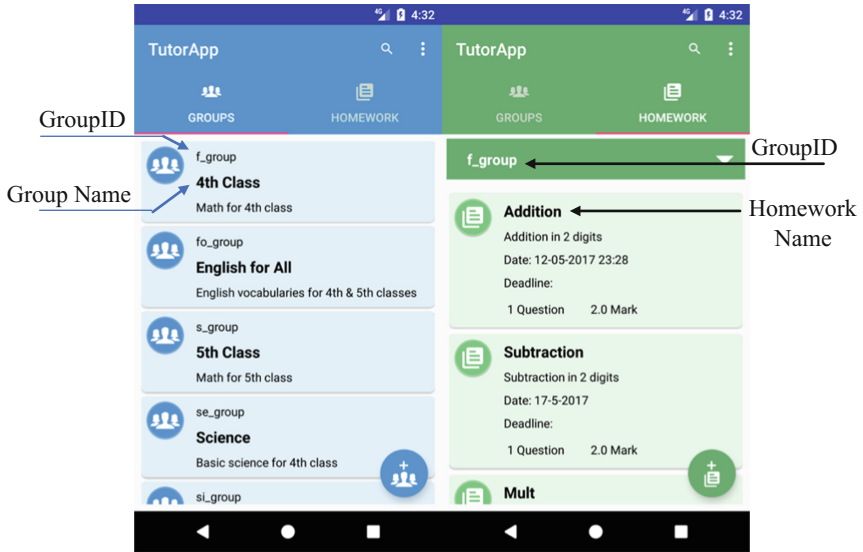 4G 4:32
TutorApp
GROUPS HOMEWORK
GroupID
Group Name
f_group
4th Class
Math for 4th class
fo_group
English for All
English vocabularies for 4th & 5th classes
s_group
5th Class
Math for 5th class
se_group
Science
Basic science for 4th class
si_group
4G 4:32
TutorApp
GROUPS HOMEWORK
f_group
GroupID
Addition
Homework
Name
Addition in 2 digits
Date: 12-05-2017 23:28
Deadline:
1 Question 2.0 Mark
Subtraction
Subtraction in 2 digits
Date: 17-5-2017
Deadline:
1 Question 2.0 Mark
Mult